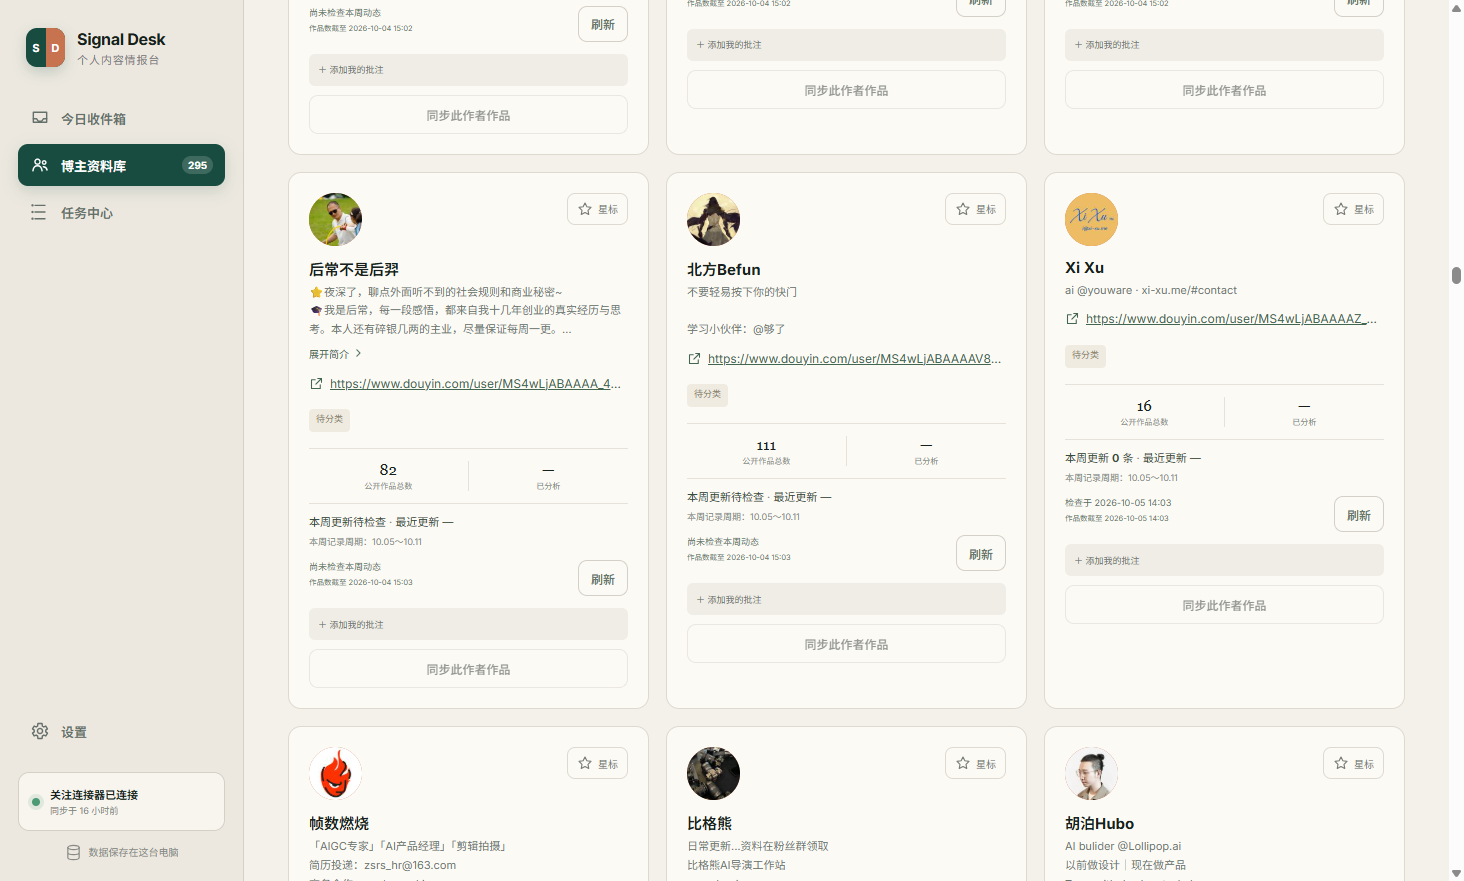 S D
Signal Desk
个人内容情报台
今日收件箱
博主资料库 295
任务中心
设置
关注连接器已连接
同步于 16 小时前
数据保存在这台电脑
尚未检查本周动态
作品数截至 2026-10-04 15:02
刷新
+ 添加我的批注
同步此作者作品
作品数截至 2026-10-04 15:02
刷新
+ 添加我的批注
同步此作者作品
作品数截至 2026-10-04 15:02
刷新
+ 添加我的批注
同步此作者作品
星标
后常不是后羿
⭐夜深了，聊点外面听不到的社会规则和商业秘密~
🎓我是后常，每一段感悟，都来自我十几年创业的真实经历与思
考。本人还有碎银几两的主业，尽量保证每周一更。...
展开简介
https://www.douyin.com/user/MS4wLjABAAAA_4...
待分类
82
公开作品总数
—
已分析
本周更新待检查 · 最近更新 —
本周记录周期：10.05～10.11
尚未检查本周动态
作品数截至 2026-10-04 15:03
刷新
+ 添加我的批注
同步此作者作品
星标
北方Befun
不要轻易按下你的快门
学习小伙伴：@够了
https://www.douyin.com/user/MS4wLjABAAAAV8...
待分类
111
公开作品总数
—
已分析
本周更新待检查 · 最近更新 —
本周记录周期：10.05～10.11
尚未检查本周动态
作品数截至 2026-10-04 15:03
刷新
+ 添加我的批注
同步此作者作品
Xi Xu
星标
Xi Xu
ai @youware · xi-xu.me/#contact
https://www.douyin.com/user/MS4wLjABAAAAZ_...
待分类
16
公开作品总数
—
已分析
本周更新 0 条 · 最近更新 —
本周记录周期：10.05～10.11
检查于 2026-10-05 14:03
作品数截至 2026-10-05 14:03
刷新
+ 添加我的批注
同步此作者作品
星标
帧数燃烧
「AIGC专家」「AI产品经理」「剪辑拍摄」
简历投递：zsrs_hr@163.com
星标
比格熊
日常更新...资料在粉丝群领取
比格熊AI导演工作站
星标
胡泊Hubo
AI bulider @Lollipop.ai
以前做设计｜现在做产品